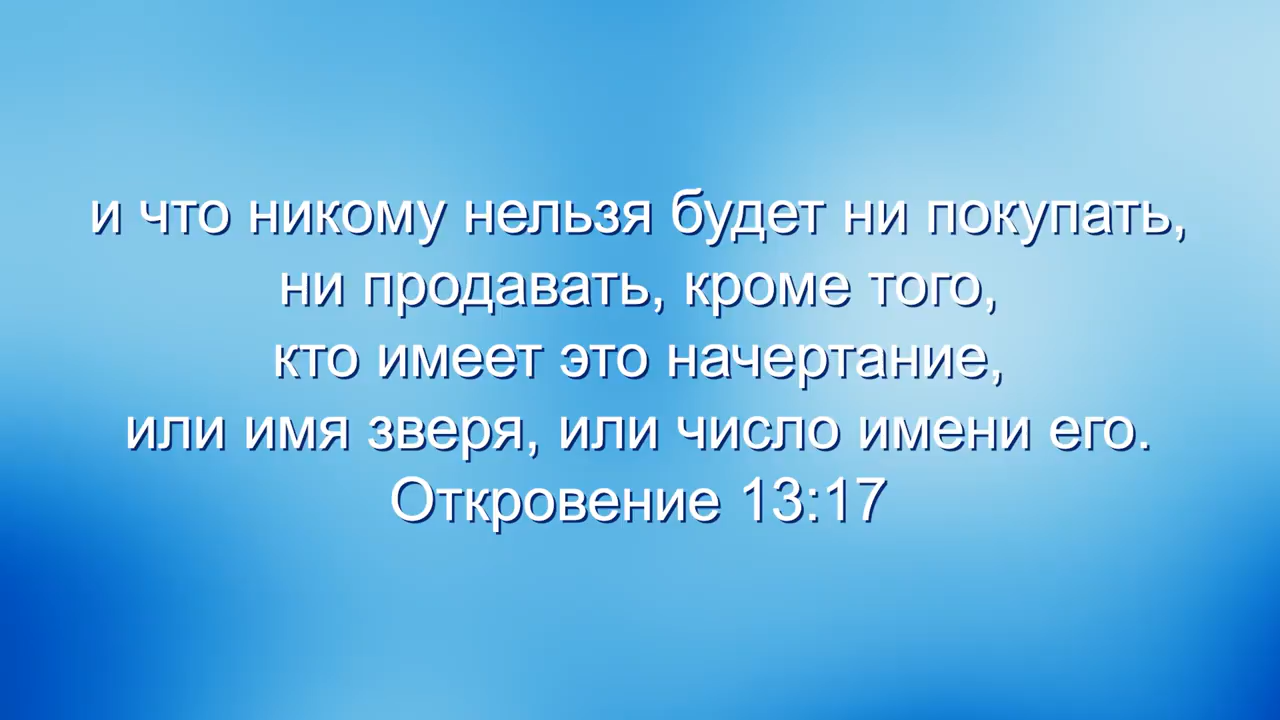 и что никому нельзя будет ни покупать,
ни продавать, кроме того,
кто имеет это начертание,
или имя зверя, или число имени его.
Откровение 13:17